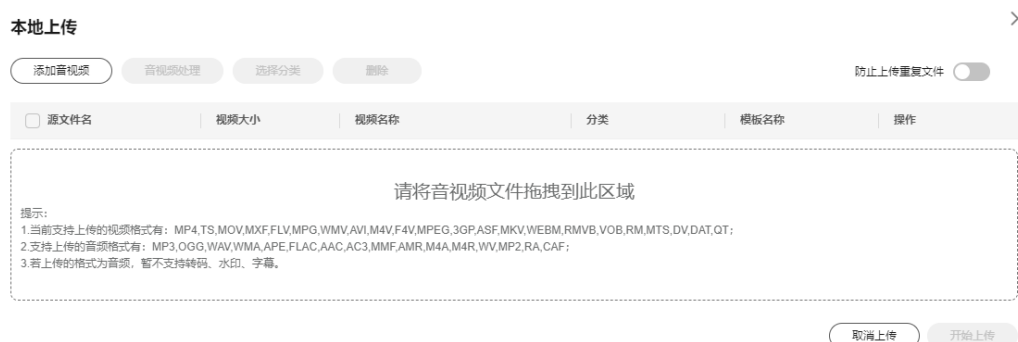 本地上传
添加音视频 音视频处理 选择分类 删除 防止上传重复文件
源文件名 视频大小 视频名称 分类 模板名称 操作
请将音视频文件拖拽到此区域
提示：
1.当前支持上传的视频格式有：MP4,TS,MOV,MXF,FLV,MPG,WMV,AVI,M4V,F4V,MPEG,3GP,ASF,MKV,WEBM,RMVB,VOB,RM,MTS,DV,DAT,QT；
2.支持上传的音频格式有：MP3,OGG,WAV,WMA,APE,FLAC,AAC,AC3,MMF,AMR,M4A,M4R,WV,MP2,RA,CAF；
3.若上传的格式为音频，暂不支持转码、水印、字幕。
取消上传 开始上传